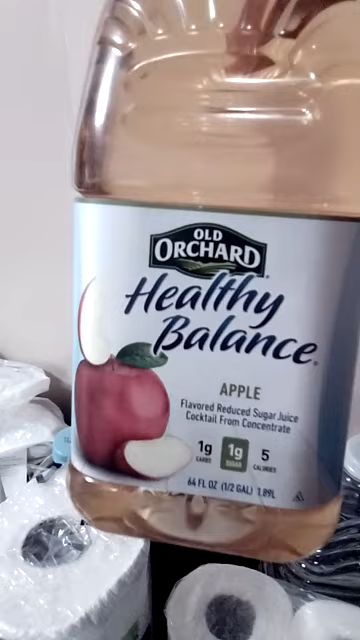 OLD
ORCHARD
Healthy
Balance
APPLE
Flavored Reduced Sugar Juice
Cocktail From Concentrate
1g
CARBS
1g
SUGAR
5
CALORIES
64 FL OZ (1/2 GAL) 1.89L